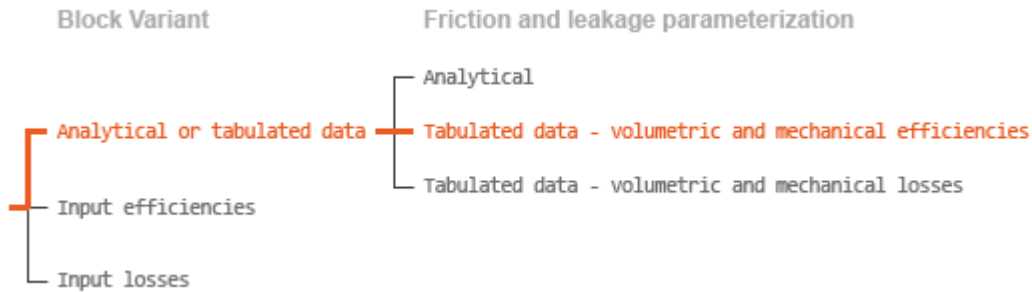 Block Variant
Friction and leakage parameterization
Analytical
Analytical or tabulated data
Tabulated data - volumetric and mechanical efficiencies
Tabulated data - volumetric and mechanical losses
Input efficiencies
Input losses